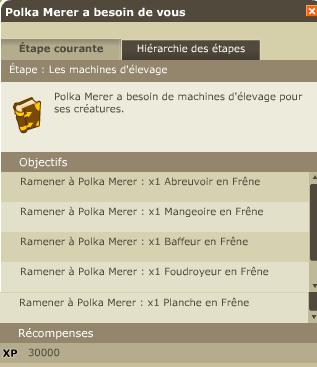 Polka Merer a besoin de vous
Étape courante
Hiérarchie des étapes
Étape : Les machines d'élevage
Polka Merer a besoin de machines d'élevage pour
ses créatures.
Objectifs
Ramener à Polka Merer : x1 Abreuvoir en Frêne
Ramener à Polka Merer : x1 Mangeoire en Frêne
Ramener à Polka Merer : x1 Baffeur en Frêne
Ramener à Polka Merer : x1 Foudroyeur en Frêne
Ramener à Polka Merer : x1 Planche en Frêne
Récompenses
XP 30000